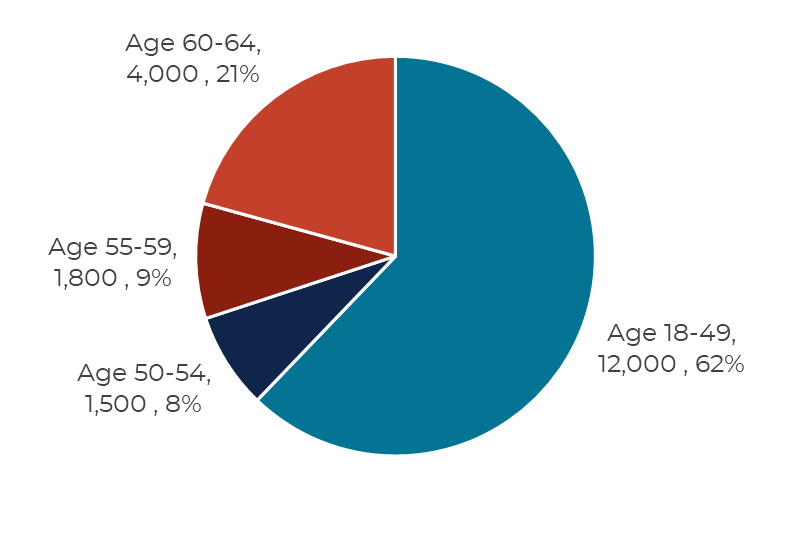 Age 60-64,
4,000 , 21%
Age 55-59,
1,800 , 9%
Age 50-54,
1,500 , 8%
Age 18-49,
12,000 , 62%